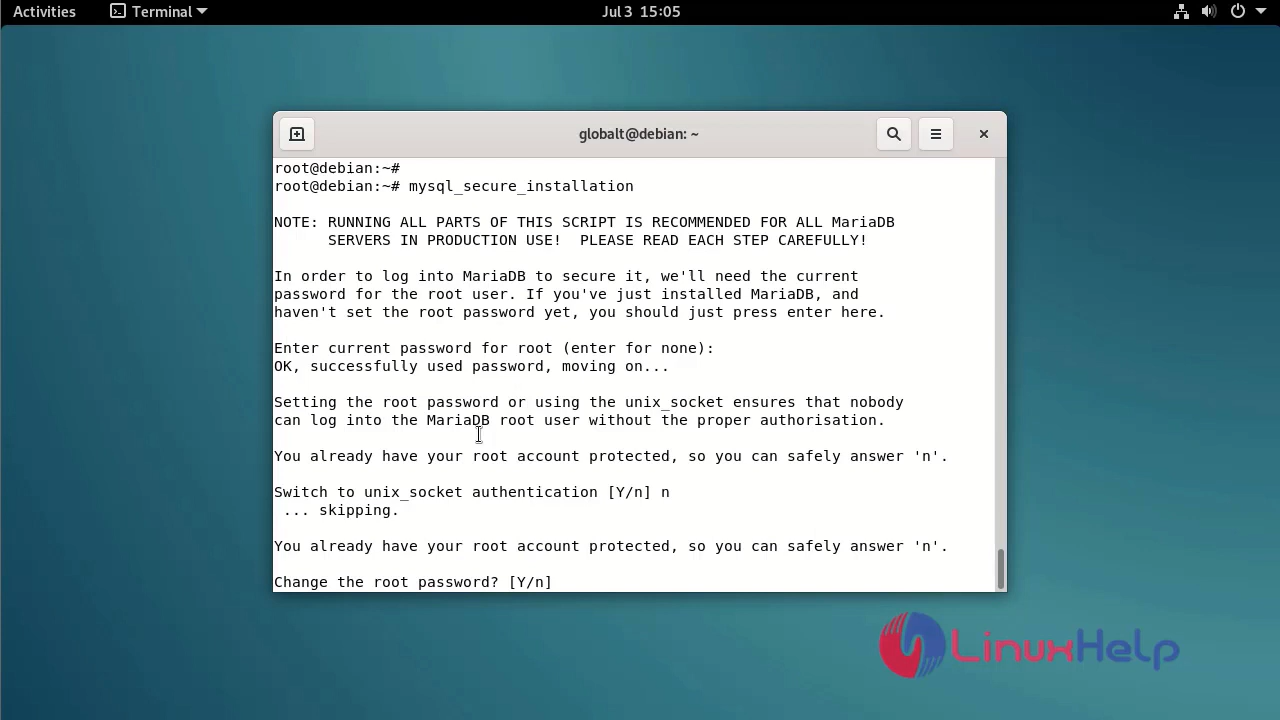 Activities Terminal Jul 3 15:05
globalt@debian: ~
root@debian:~#
root@debian:~# mysql_secure_installation
NOTE: RUNNING ALL PARTS OF THIS SCRIPT IS RECOMMENDED FOR ALL MariaDB
SERVERS IN PRODUCTION USE!  PLEASE READ EACH STEP CAREFULLY!
In order to log into MariaDB to secure it, we'll need the current
password for the root user. If you've just installed MariaDB, and
haven't set the root password yet, you should just press enter here.
Enter current password for root (enter for none):
OK, successfully used password, moving on...
Setting the root password or using the unix_socket ensures that nobody
can log into the MariaDB root user without the proper authorisation.
You already have your root account protected, so you can safely answer 'n'.
Switch to unix_socket authentication [Y/n] n
... skipping.
You already have your root account protected, so you can safely answer 'n'.
Change the root password? [Y/n]
LinuxHelp